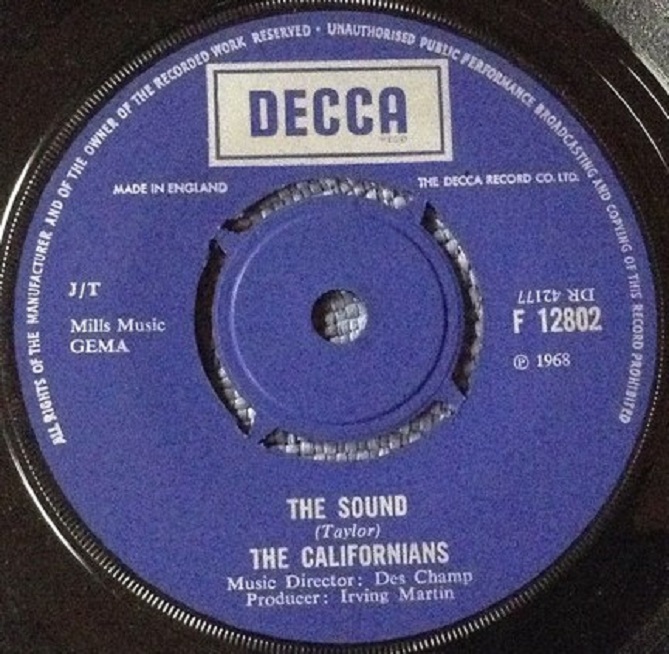 ALL RIGHTS OF THE MANUFACTURER AND OF THE OWNER OF THE RECORDED WORK RESERVED · UNAUTHORISED PUBLIC PERFORMANCE BROADCASTING AND COPYING OF THIS RECORD PROHIBITED
DECCA
MADE IN ENGLAND
THE DECCA RECORD CO. LTD.
J/T
Mills Music
GEMA
DR 42177
F 12802
℗ 1968
THE SOUND
(Taylor)
THE CALIFORNIANS
Music Director: Des Champ
Producer: Irving Martin